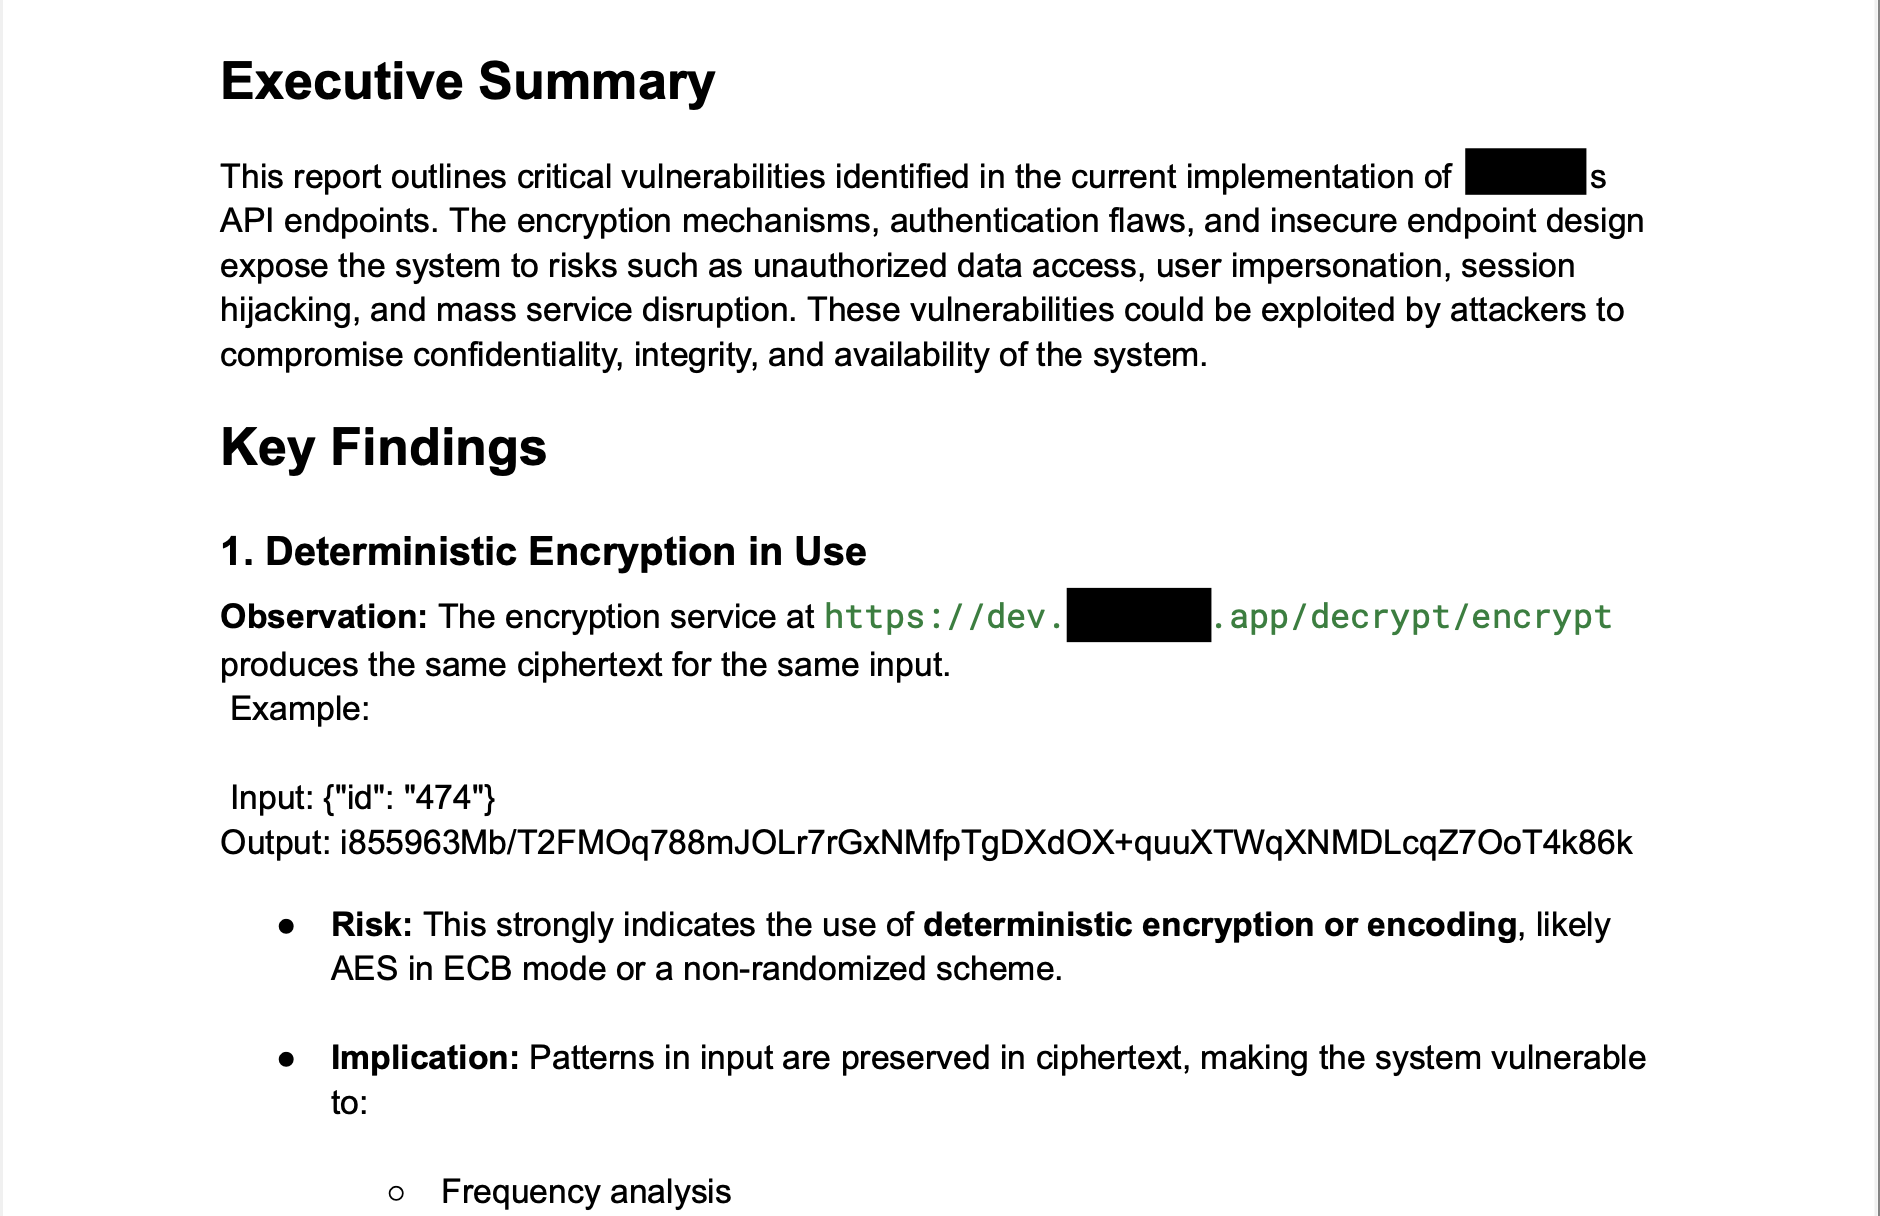 Executive Summary
This report outlines critical vulnerabilities identified in the current implementation of s
API endpoints. The encryption mechanisms, authentication flaws, and insecure endpoint design
expose the system to risks such as unauthorized data access, user impersonation, session
hijacking, and mass service disruption. These vulnerabilities could be exploited by attackers to
compromise confidentiality, integrity, and availability of the system.
Key Findings
1. Deterministic Encryption in Use
Observation: The encryption service at https://dev. .app/decrypt/encrypt
produces the same ciphertext for the same input.
Example:
Input: {"id": "474"}
Output: i855963Mb/T2FMOq788mJOLr7rGxNMfpTgDXdOX+quuXTWqXNMDLcqZ7OoT4k86k
● Risk: This strongly indicates the use of deterministic encryption or encoding, likely
AES in ECB mode or a non-randomized scheme.
● Implication: Patterns in input are preserved in ciphertext, making the system vulnerable
to:
○ Frequency analysis